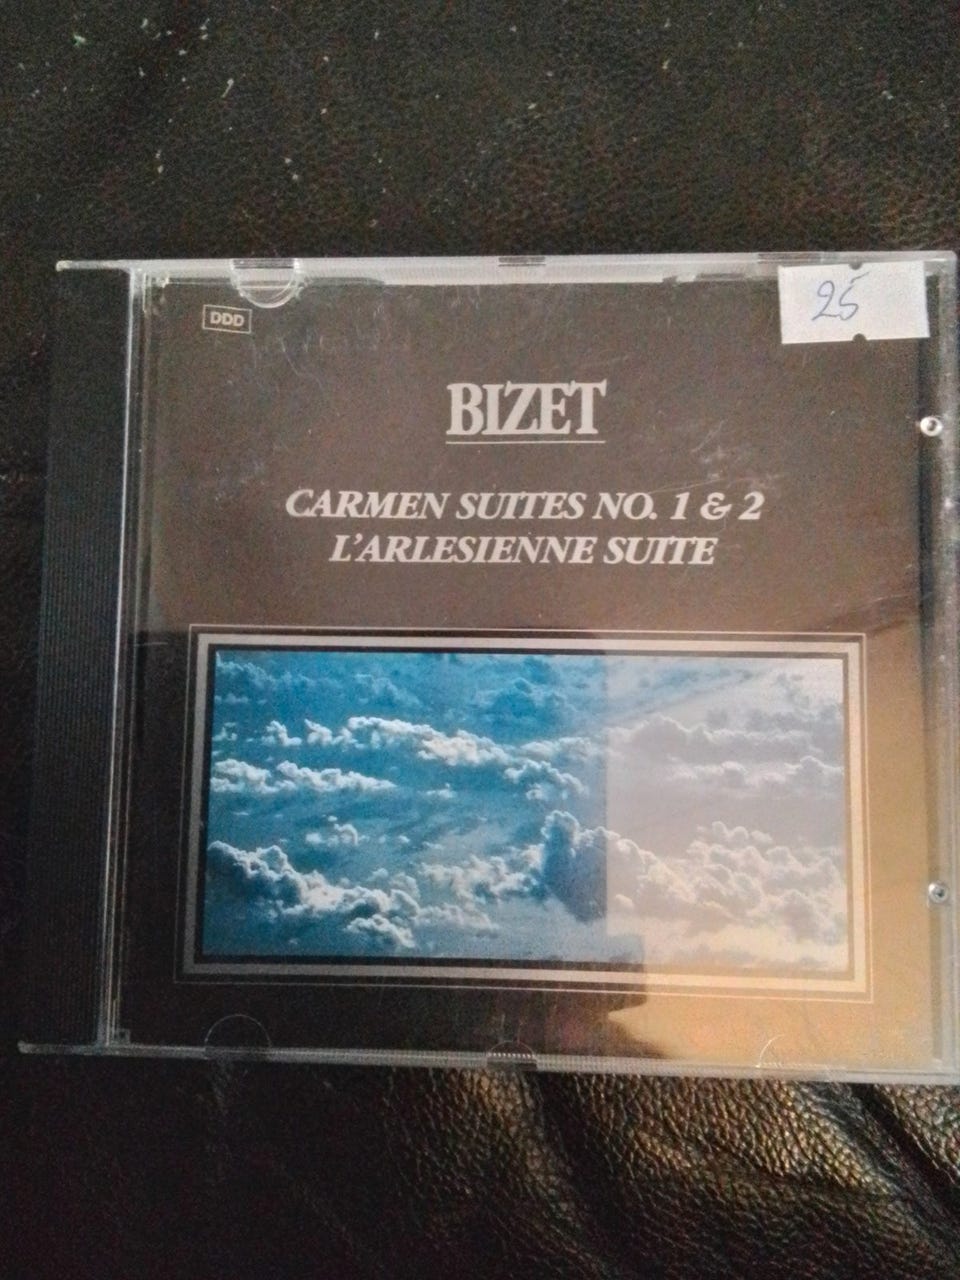 DDD
25
BIZET
CARMEN SUITES NO. 1 & 2
L'ARLESIENNE SUITE